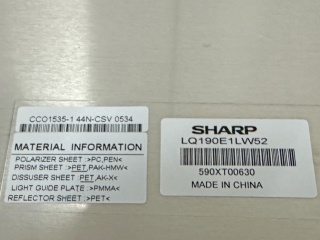 CCO1535-1 44N-CSV 0534
MATERIAL INFORMATION
POLARIZER SHEET :>PC,PEN<
PRISM SHEET :>PET,PAK-HMW<
DISSUSER SHEET :PET,AK-X<
LIGHT GUIDE PLATE :>PMMA<
REFLECTOR SHEET :>PET<
SHARP
LQ190E1LW52
590XT00630
MADE IN CHINA